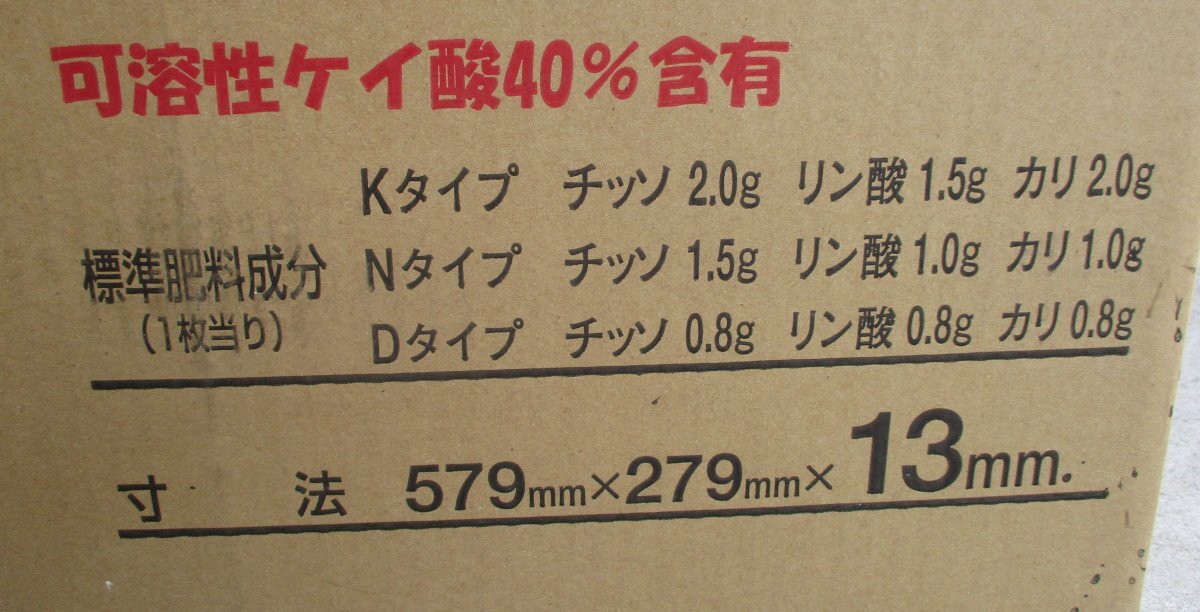 可溶性ケイ酸40%含有
Kタイプ チッソ 2.0g リン酸 1.5g カリ 2.0g
標準肥料成分 Nタイプ チッソ 1.5g リン酸 1.0g カリ 1.0g
(1枚当り) Dタイプ チッソ 0.8g リン酸 0.8g カリ 0.8g
寸法 579mm×279mm×13mm.